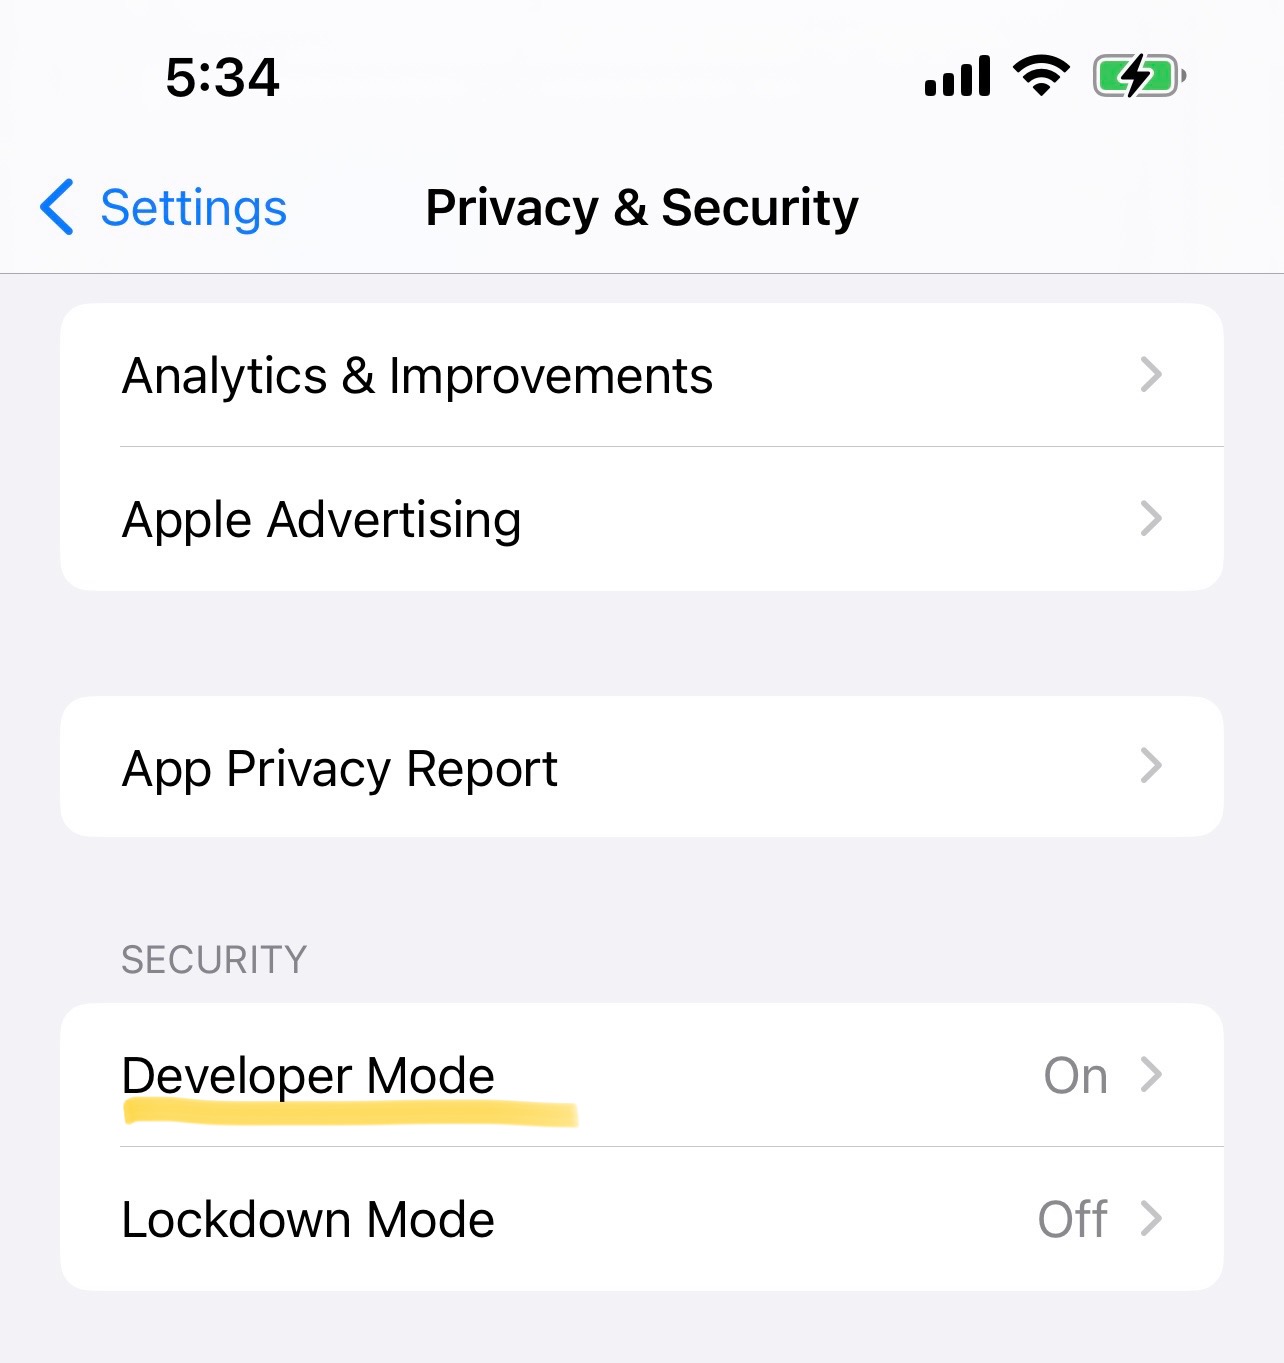 5:34
Settings
Privacy & Security
Analytics & Improvements
Apple Advertising
App Privacy Report
SECURITY
Developer Mode On
Lockdown Mode Off